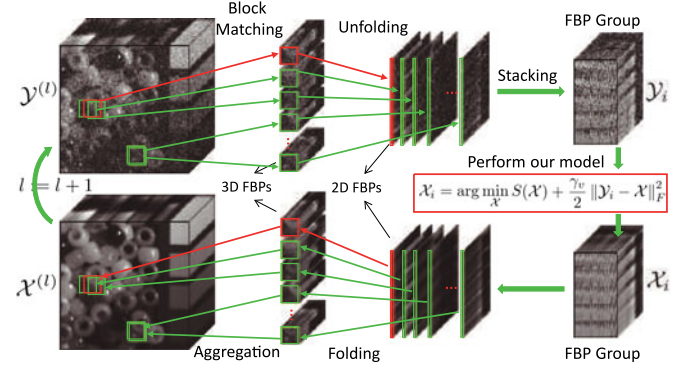 Block
Matching
Unfolding
FBP Group
Stacking
𝒴^{(l)}
𝒴_i
...
Perform our model
l = l + 1
3D FBPs
2D FBPs
𝒳_i = arg min_𝒳 S(𝒳) + γ_v/2 ‖𝒴_i − 𝒳‖_F^2
𝒳^{(l)}
𝒳_i
...
Aggregation
Folding
FBP Group